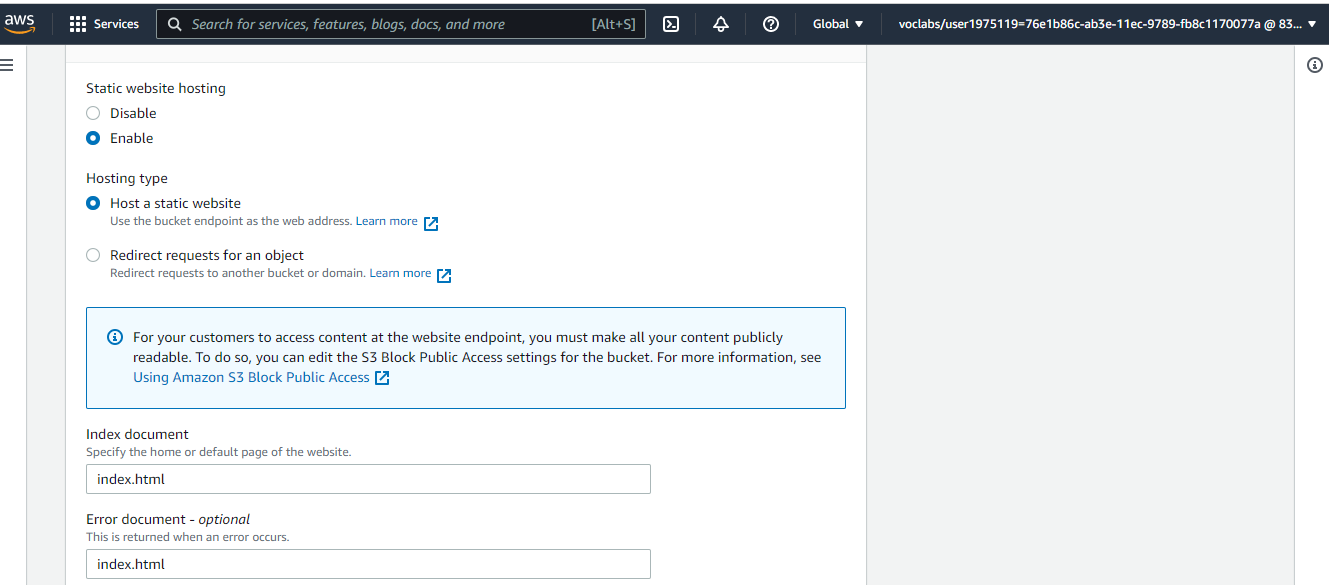 aws
Services
Search for services, features, blogs, docs, and more [Alt+S]
Global
voclabs/user1975119=76e1b86c-ab3e-11ec-9789-fb8c1170077a @ 83...
Static website hosting
Disable
Enable
Hosting type
Host a static website
Use the bucket endpoint as the web address. Learn more
Redirect requests for an object
Redirect requests to another bucket or domain. Learn more
For your customers to access content at the website endpoint, you must make all your content publicly
readable. To do so, you can edit the S3 Block Public Access settings for the bucket. For more information, see
Using Amazon S3 Block Public Access
Index document
Specify the home or default page of the website.
index.html
Error document - optional
This is returned when an error occurs.
index.html